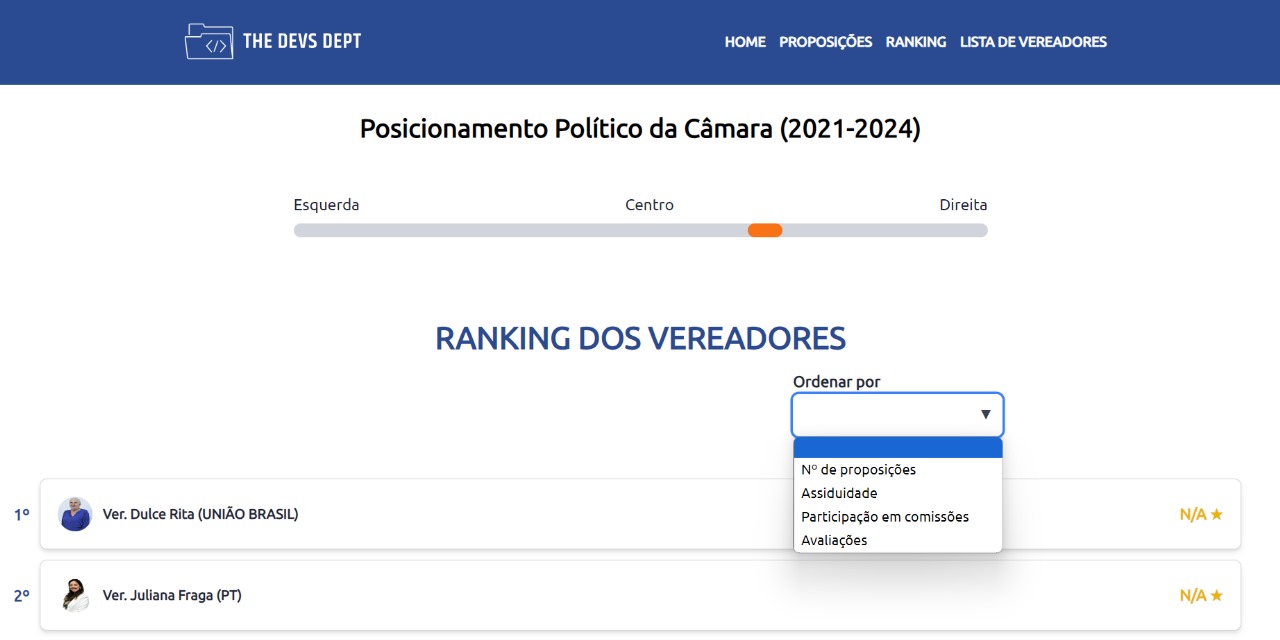 </> THE DEVS DEPT HOME PROPOSIÇÕES RANKING LISTA DE VEREADORES
Posicionamento Político da Câmara (2021-2024)
Esquerda Centro Direita
RANKING DOS VEREADORES
Ordenar por
▼
Nº de proposições
Assiduidade
Participação em comissões
Avaliações
1º Ver. Dulce Rita (UNIÃO BRASIL) N/A ★
2º Ver. Juliana Fraga (PT) N/A ★